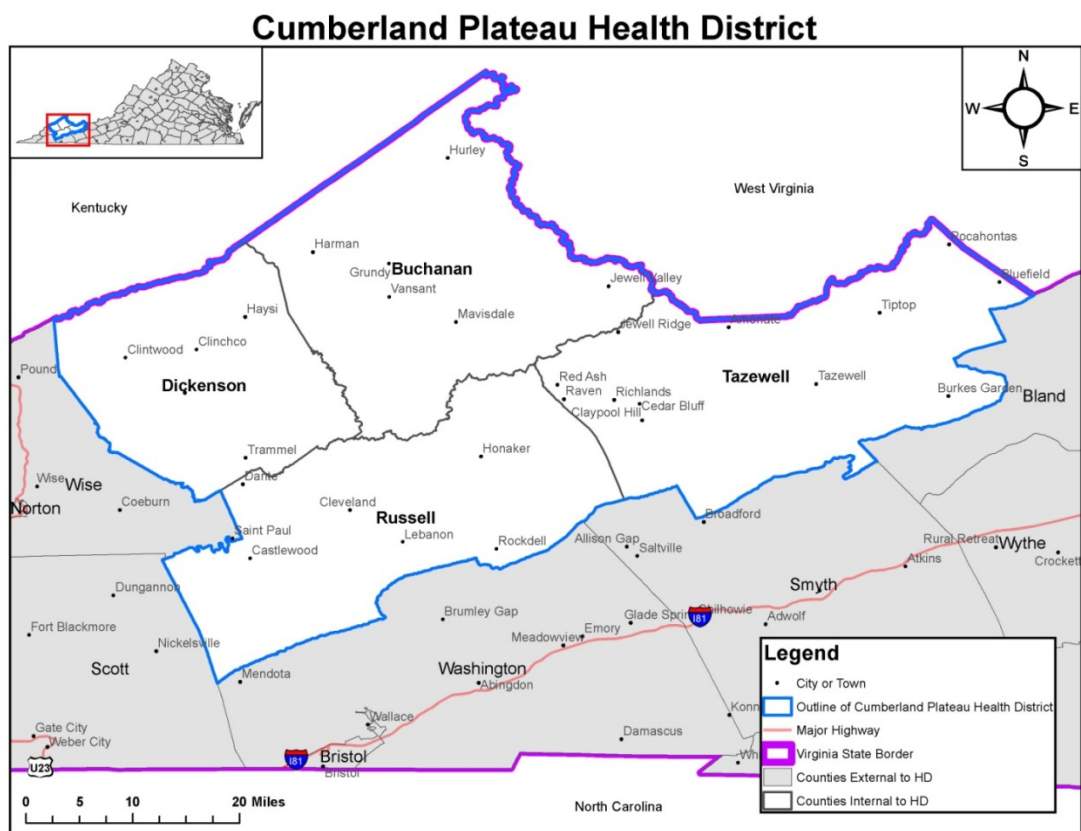 Cumberland Plateau Health District
N
W
E
S
Kentucky
West Virginia
Hurley
Harman
Buchanan
Grundy
Vansant
Jewell Valley
Mavisdale
Pocahontas
Bluefield
Tiptop
Amonate
Jewell Ridge
Haysi
Clinchco
Clintwood
Dickenson
Pound
Tazewell
Tazewell
Red Ash
Raven
Richlands
Cedar Bluff
Claypool Hill
Burkes Garden
Bland
Trammel
Dante
Honaker
Wise
Wise
Norton
Coeburn
Cleveland
Russell
Saint Paul
Castlewood
Lebanon
Rockdell
Broadford
Allison Gap
Saltville
Rural Retreat
Wythe
Crockett
Atkins
Smyth
Dungannon
Fort Blackmore
Nickelsville
Scott
Brumley Gap
Glade Spring
Chilhowie
I81
Adwolf
Emory
Meadowview
Mendota
Washington
Abingdon
Wallace
Damascus
Gate City
Weber City
U23
I81
Bristol
Bristol
North Carolina
Legend
City or Town
Outline of Cumberland Plateau Health District
Major Highway
Virginia State Border
Counties External to HD
Counties Internal to HD
0 5 10 20 Miles